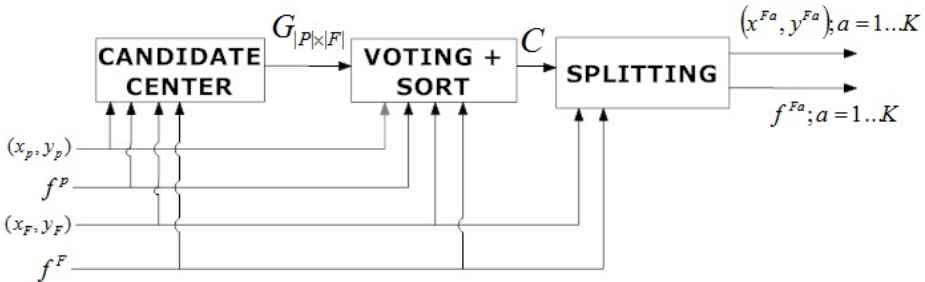 (x^{Fa}, y^{Fa}); a = 1...K
G_{|P|×|F|}
C
CANDIDATE
CENTER
VOTING +
SORT
SPLITTING
f^{Fa}; a = 1...K
(x_p, y_p)
f^p
(x_F, y_F)
f^F